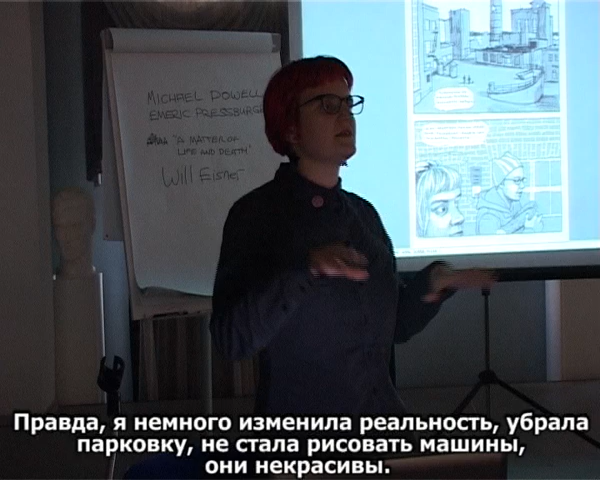 MICHAEL POWELL
EMERIC PRESSBURGE
"A MATTER OF
LIFE AND DEATH"
Will Eisner
Правда, я немного изменила реальность, убрала
парковку, не стала рисовать машины,
они некрасивы.